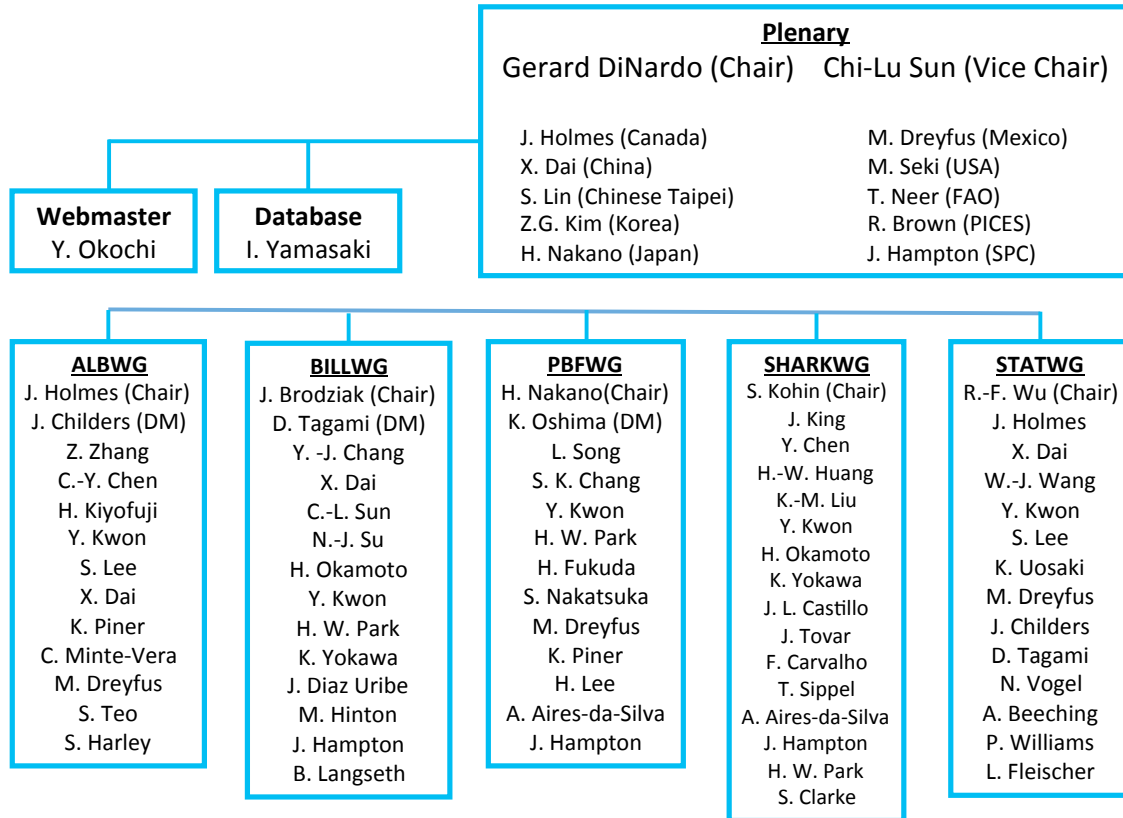 Plenary
Gerard DiNardo (Chair) Chi-Lu Sun (Vice Chair)
J. Holmes (Canada)
X. Dai (China)
S. Lin (Chinese Taipei)
Z.G. Kim (Korea)
H. Nakano (Japan)
M. Dreyfus (Mexico)
M. Seki (USA)
T. Neer (FAO)
R. Brown (PICES)
J. Hampton (SPC)
Webmaster
Y. Okochi
Database
I. Yamasaki
ALBWG
J. Holmes (Chair)
J. Childers (DM)
Z. Zhang
C.-Y. Chen
H. Kiyofuji
Y. Kwon
S. Lee
X. Dai
K. Piner
C. Minte-Vera
M. Dreyfus
S. Teo
S. Harley
BILLWG
J. Brodziak (Chair)
D. Tagami (DM)
Y. -J. Chang
X. Dai
C.-L. Sun
N.-J. Su
H. Okamoto
Y. Kwon
H. W. Park
K. Yokawa
J. Diaz Uribe
M. Hinton
J. Hampton
B. Langseth
PBFWG
H. Nakano(Chair)
K. Oshima (DM)
L. Song
S. K. Chang
Y. Kwon
H. W. Park
H. Fukuda
S. Nakatsuka
M. Dreyfus
K. Piner
H. Lee
A. Aires-da-Silva
J. Hampton
SHARKWG
S. Kohin (Chair)
J. King
Y. Chen
H.-W. Huang
K.-M. Liu
Y. Kwon
H. Okamoto
K. Yokawa
J. L. Castillo
J. Tovar
F. Carvalho
T. Sippel
A. Aires-da-Silva
J. Hampton
H. W. Park
S. Clarke
STATWG
R.-F. Wu (Chair)
J. Holmes
X. Dai
W.-J. Wang
Y. Kwon
S. Lee
K. Uosaki
M. Dreyfus
J. Childers
D. Tagami
N. Vogel
A. Beeching
P. Williams
L. Fleischer